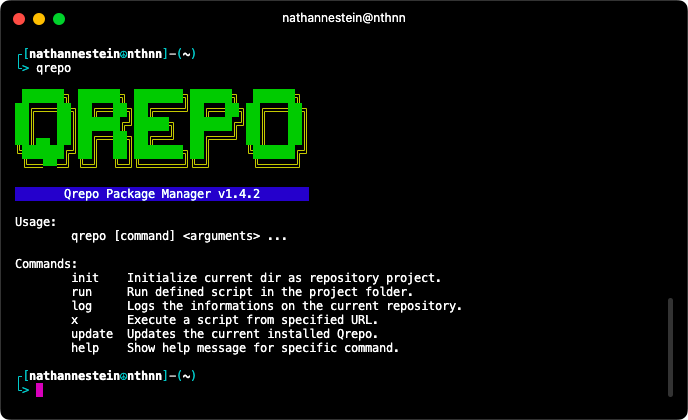 nathannestein@nthnn
┌[nathannestein☮nthnn]-(~)
└> qrepo
QREPO
Qrepo Package Manager v1.4.2
Usage:
qrepo [command] <arguments> ...
Commands:
init    Initialize current dir as repository project.
run     Run defined script in the project folder.
log     Logs the informations on the current repository.
x       Execute a script from specified URL.
update  Updates the current installed Qrepo.
help    Show help message for specific command.
┌[nathannestein☮nthnn]-(~)
└>